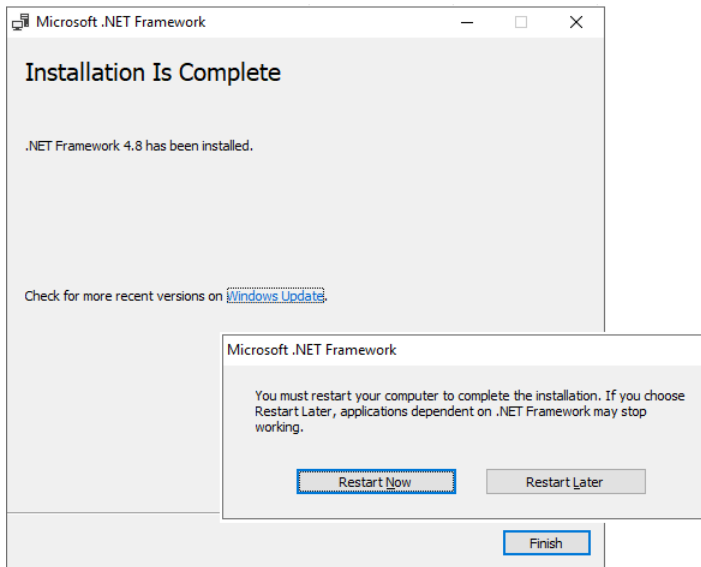 Microsoft .NET Framework
Installation Is Complete
.NET Framework 4.8 has been installed.
Check for more recent versions on Windows Update.
Microsoft .NET Framework
You must restart your computer to complete the installation. If you choose
Restart Later, applications dependent on .NET Framework may stop
working.
Restart Now
Restart Later
Finish